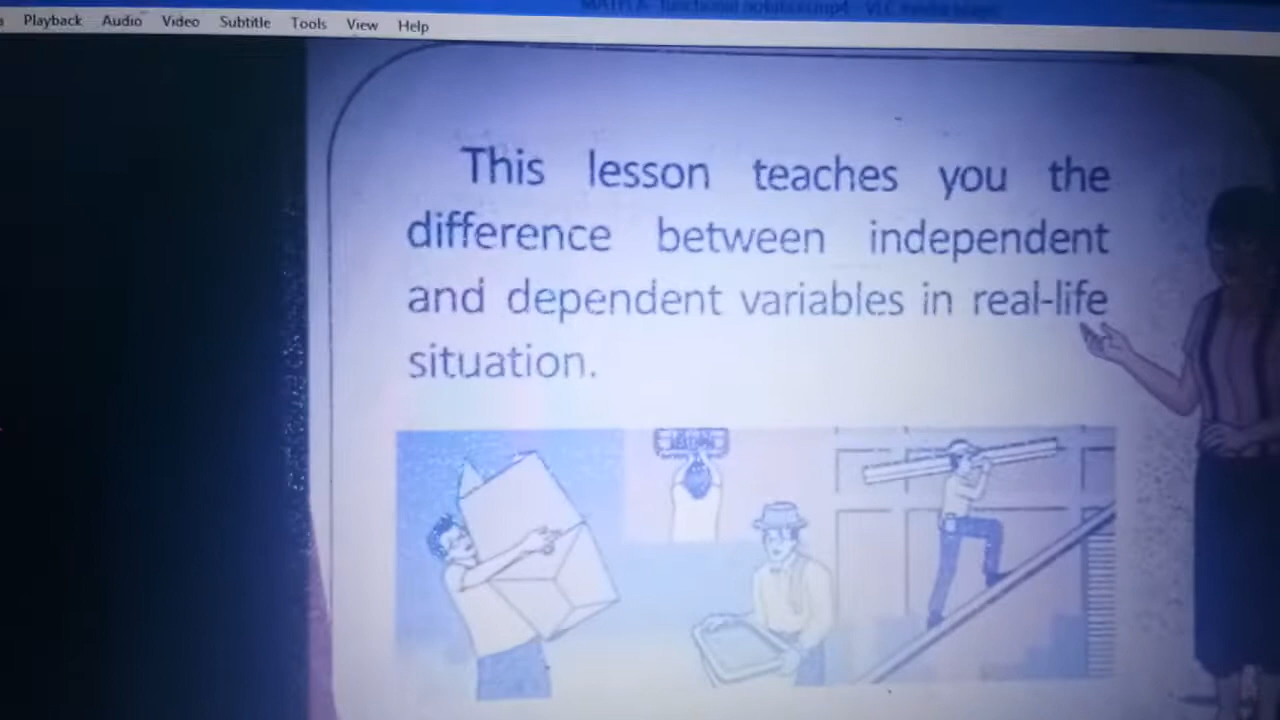 Playback Audio Video Subtitle Tools View Help
This lesson teaches you the
difference between independent
and dependent variables in real-life
situation.